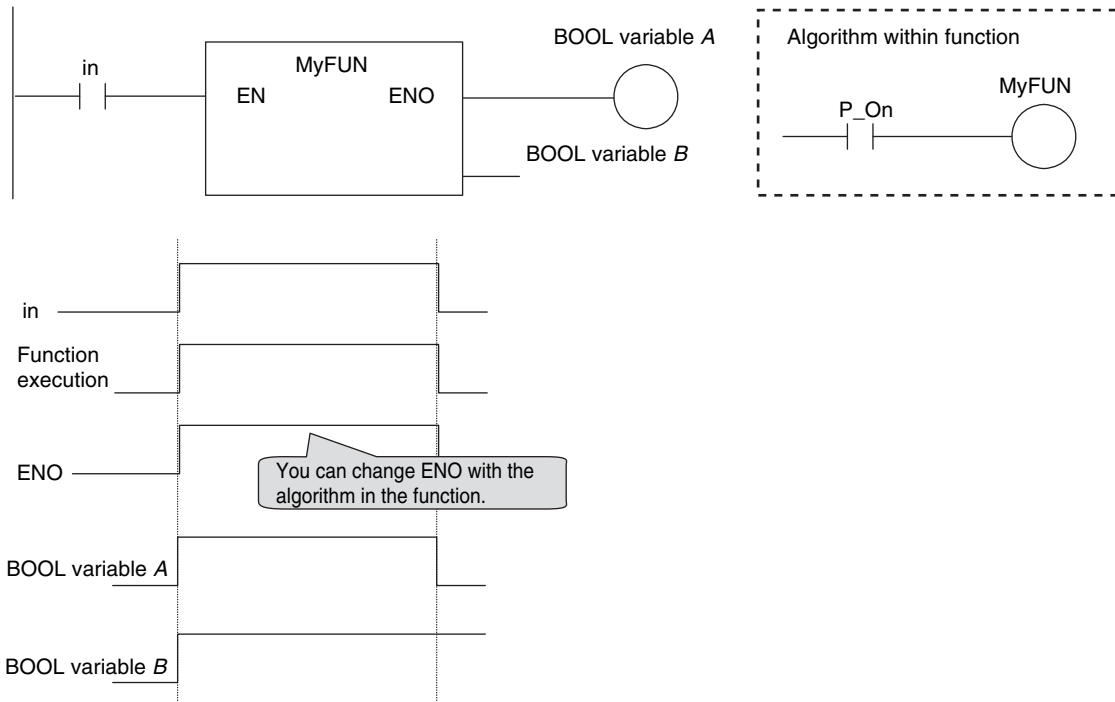 in
MyFUN
EN ENO
BOOL variable A
BOOL variable B
Algorithm within function
P_On
MyFUN
in
Function
execution
ENO
You can change ENO with the
algorithm in the function.
BOOL variable A
BOOL variable B